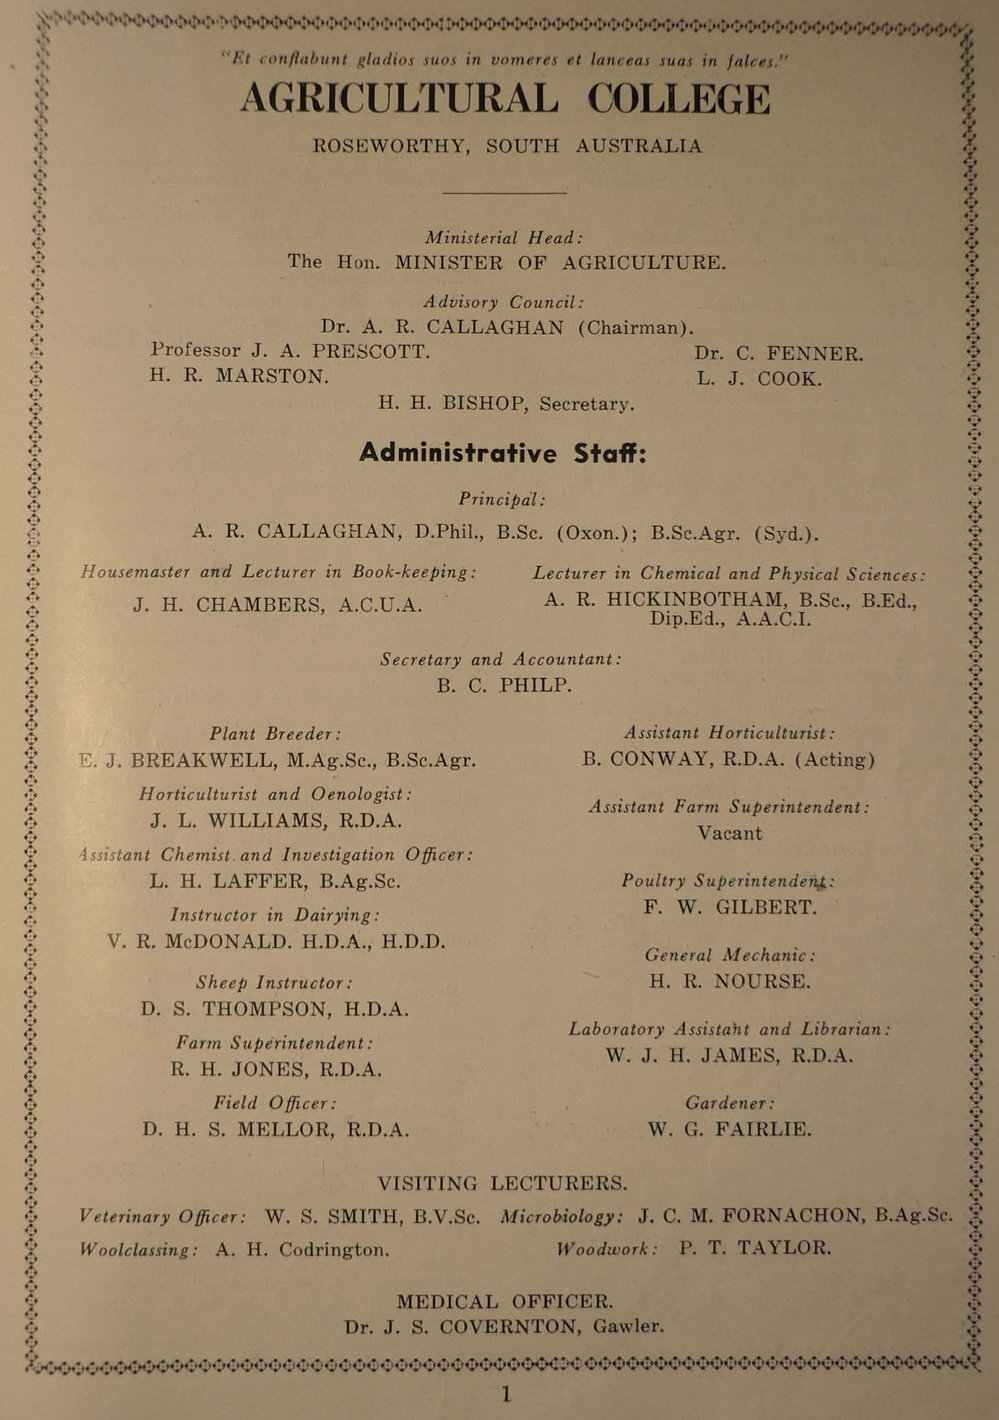 "Et conflabunt gladios suos in vomeres et lanceas suas in falces."
AGRICULTURAL COLLEGE
ROSEWORTHY, SOUTH AUSTRALIA
Ministerial Head:
The Hon. MINISTER OF AGRICULTURE.
Advisory Council:
Dr. A. R. CALLAGHAN (Chairman).
Professor J. A. PRESCOTT. Dr. C. FENNER.
H. R. MARSTON. L. J. COOK.
H. H. BISHOP, Secretary.
Administrative Staff:
Principal:
A. R. CALLAGHAN, D.Phil., B.Sc. (Oxon.); B.Sc.Agr. (Syd.).
Housemaster and Lecturer in Book-keeping:
J. H. CHAMBERS, A.C.U.A.
Lecturer in Chemical and Physical Sciences:
A. R. HICKINBOTHAM, B.Sc., B.Ed.,
Dip.Ed., A.A.C.I.
Secretary and Accountant:
B. C. PHILP.
Plant Breeder:
E. J. BREAKWELL, M.Ag.Sc., B.Sc.Agr.
Horticulturist and Oenologist:
J. L. WILLIAMS, R.D.A.
Assistant Chemist and Investigation Officer:
L. H. LAFFER, B.Ag.Sc.
Instructor in Dairying:
V. R. McDONALD. H.D.A., H.D.D.
Sheep Instructor:
D. S. THOMPSON, H.D.A.
Farm Superintendent:
R. H. JONES, R.D.A.
Field Officer:
D. H. S. MELLOR, R.D.A.
Assistant Horticulturist:
B. CONWAY, R.D.A. (Acting)
Assistant Farm Superintendent:
Vacant
Poultry Superintendent:
F. W. GILBERT.
General Mechanic:
H. R. NOURSE.
Laboratory Assistant and Librarian:
W. J. H. JAMES, R.D.A.
Gardener:
W. G. FAIRLIE.
VISITING LECTURERS.
Veterinary Officer: W. S. SMITH, B.V.Sc. Microbiology: J. C. M. FORNACHON, B.Ag.Sc.
Woolclassing: A. H. Codrington. Woodwork: P. T. TAYLOR.
MEDICAL OFFICER.
Dr. J. S. COVERNTON, Gawler.
1